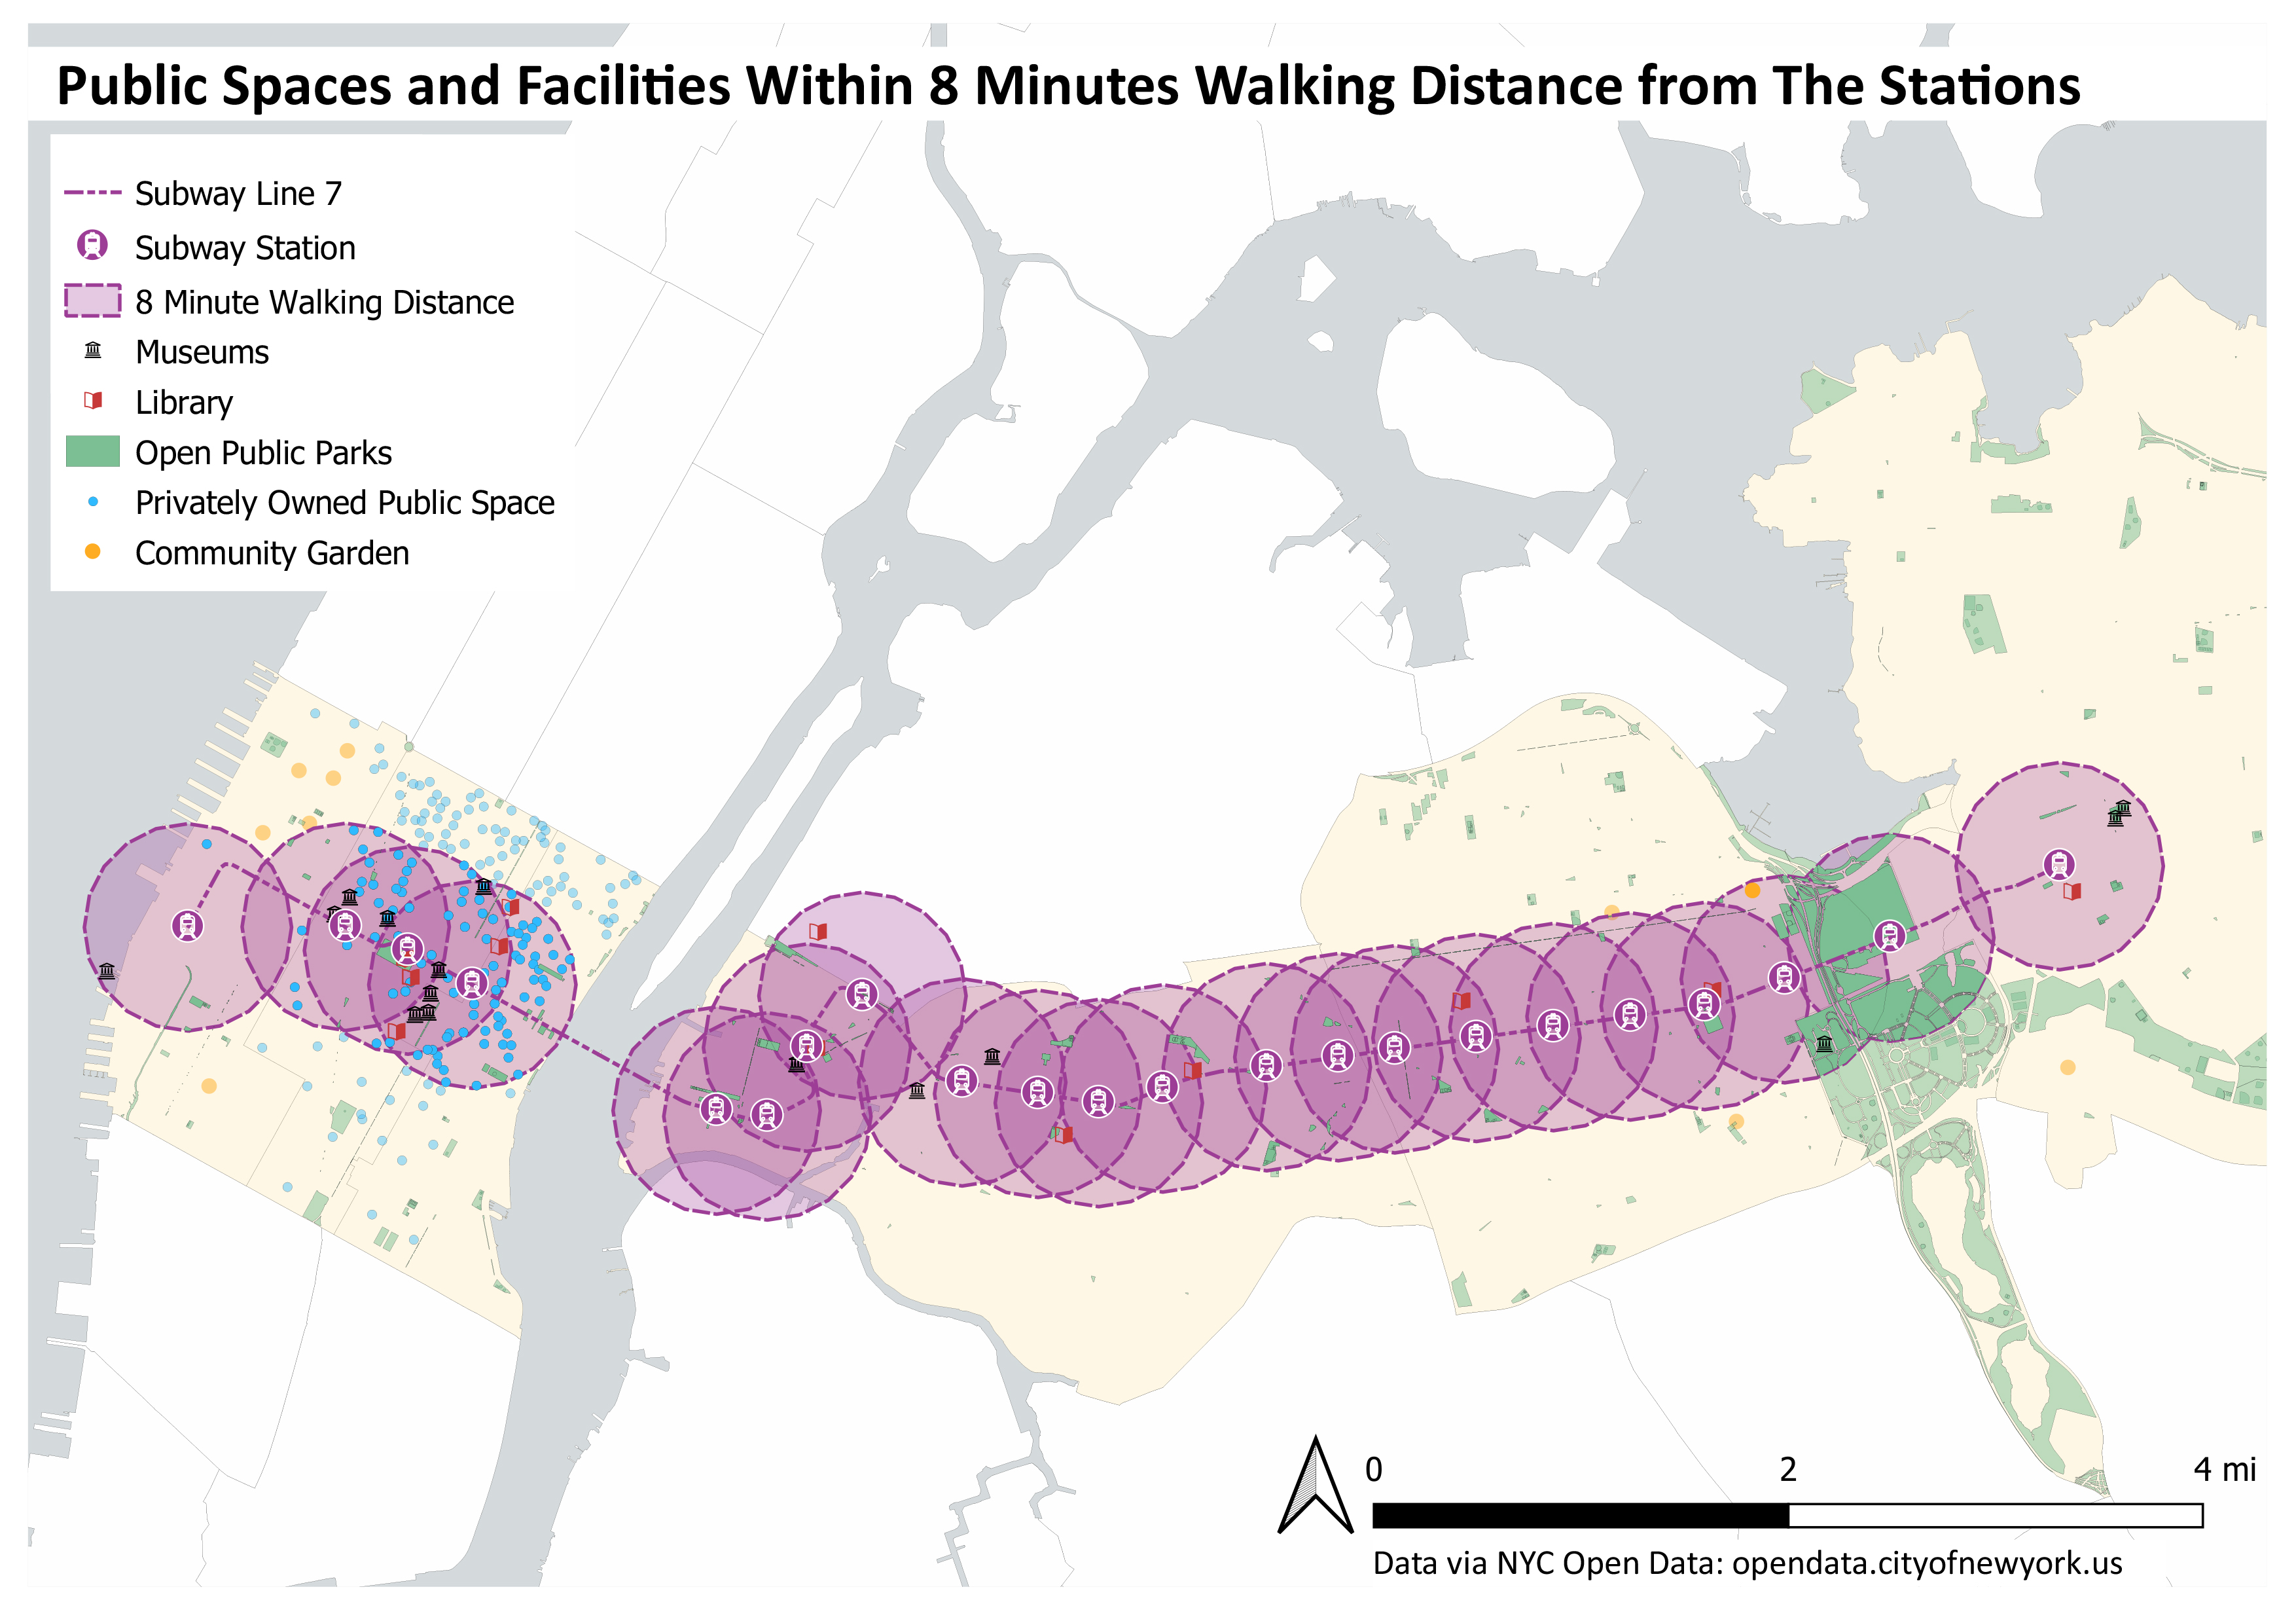 Public Spaces and Facilities Within 8 Minutes Walking Distance from The Stations
Subway Line 7
Subway Station
8 Minute Walking Distance
Museums
Library
Open Public Parks
Privately Owned Public Space
Community Garden
0 2 4 mi
Data via NYC Open Data: opendata.cityofnewyork.us